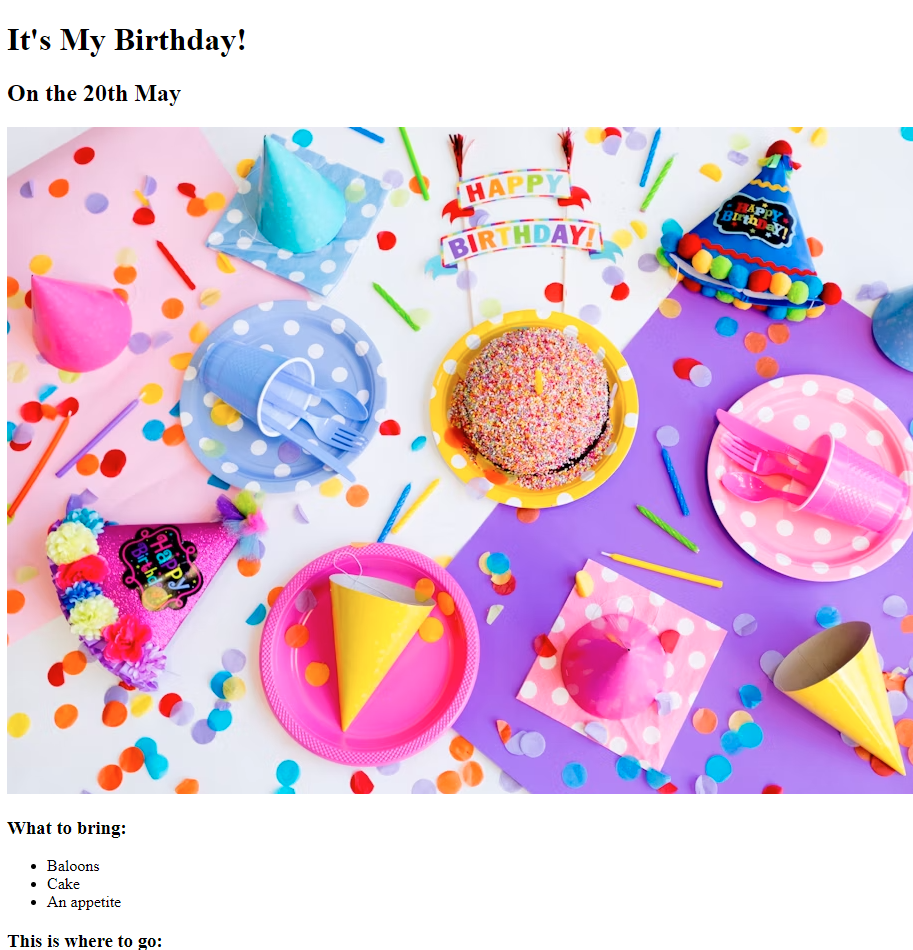 It's My Birthday!
On the 20th May
HAPPY
BIRTHDAY!
HAPPY
BiRTHDAY!
Happy
Birthday
What to bring:
Baloons
Cake
An appetite
This is where to go: